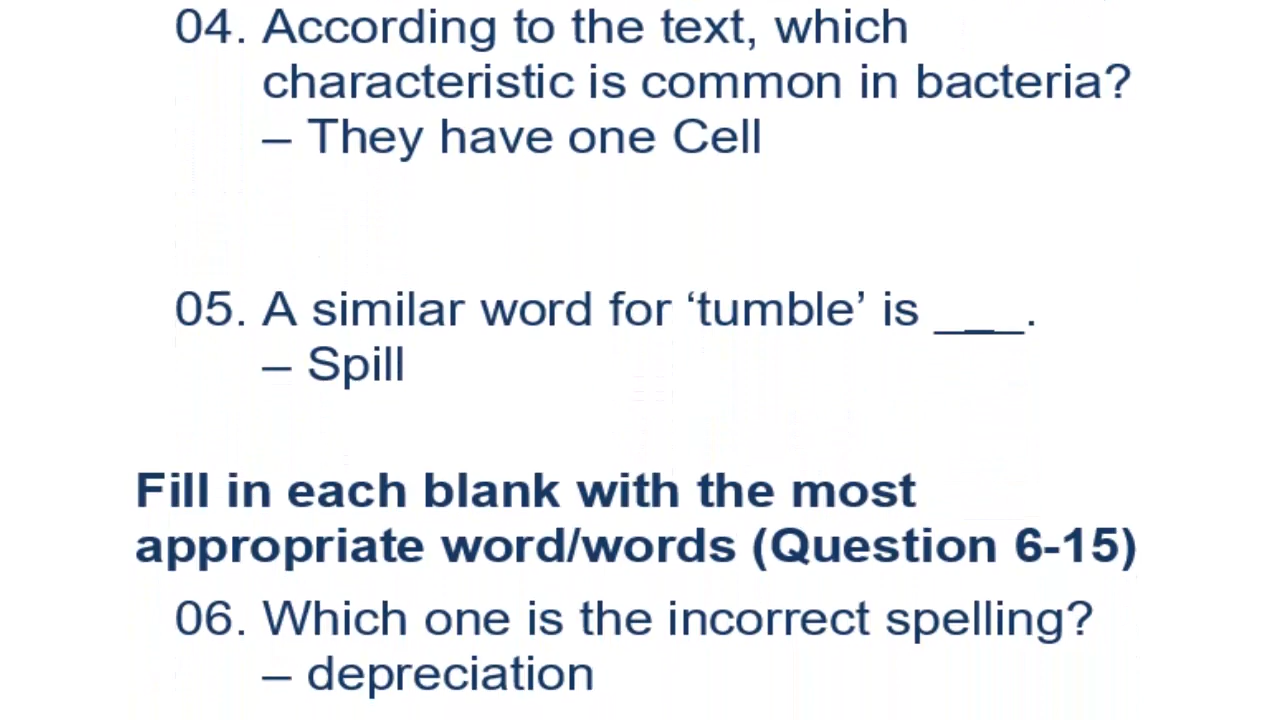 04. According to the text, which
characteristic is common in bacteria?
– They have one Cell
05. A similar word for ‘tumble’ is ___.
– Spill
Fill in each blank with the most
appropriate word/words (Question 6-15)
06. Which one is the incorrect spelling?
– depreciation